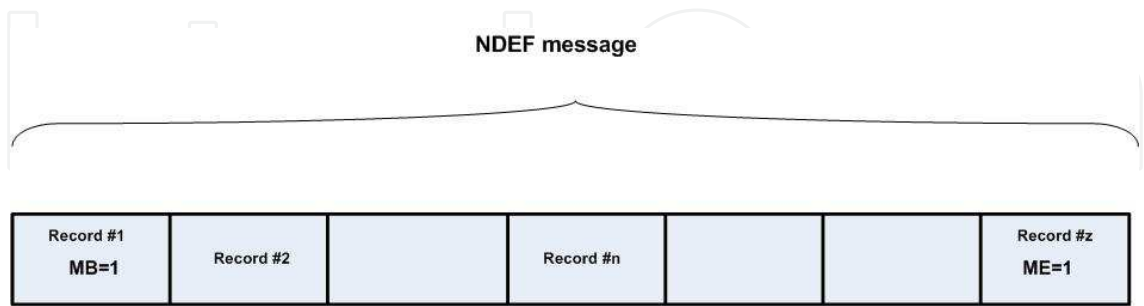 NDEF message
Record #1
MB=1
Record #2
Record #n
Record #z
ME=1